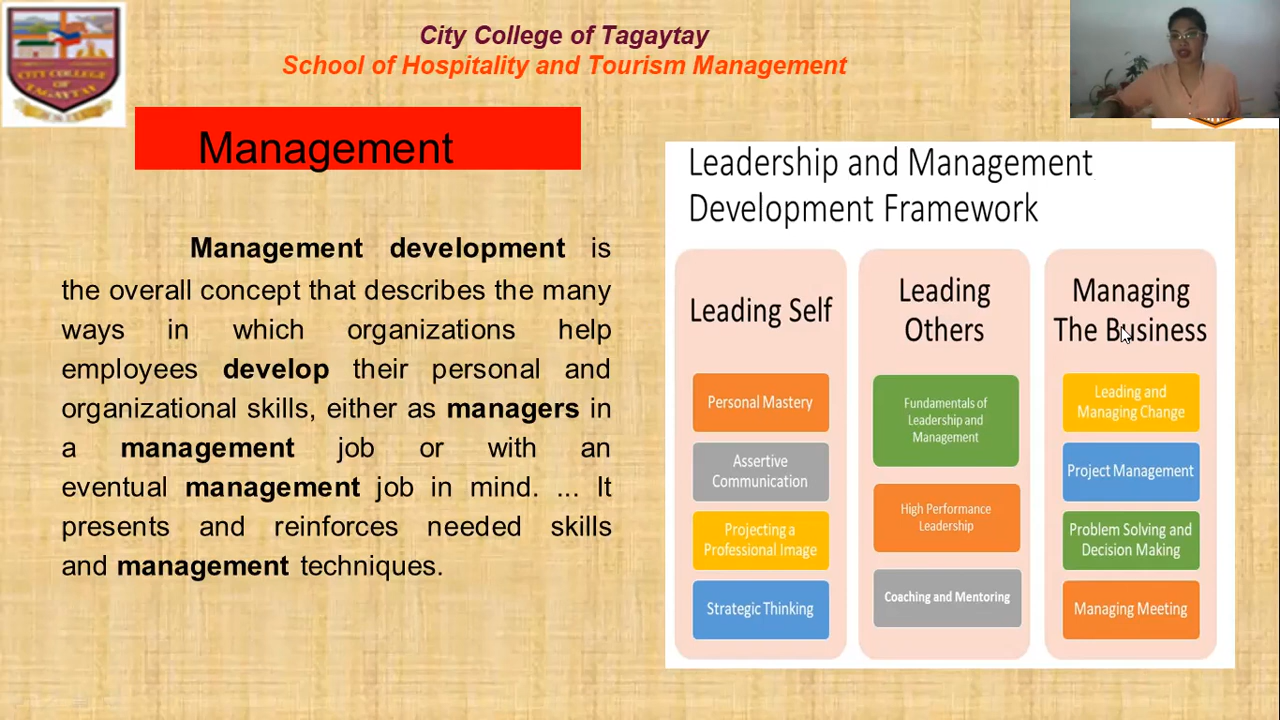 City College of Tagaytay
School of Hospitality and Tourism Management
CITY COLLEGE
OF
TAGAYTAY
Management
Management development is
the overall concept that describes the many
ways in which organizations help
employees develop their personal and
organizational skills, either as managers in
a management job or with an
eventual management job in mind. ... It
presents and reinforces needed skills
and management techniques.
Leadership and Management
Development Framework
Leading Self
Personal Mastery
Assertive
Communication
Projecting a
Professional Image
Strategic Thinking
Leading
Others
Fundamentals of
Leadership and
Management
High Performance
Leadership
Coaching and Mentoring
Managing
The Business
Leading and
Managing Change
Project Management
Problem Solving and
Decision Making
Managing Meeting